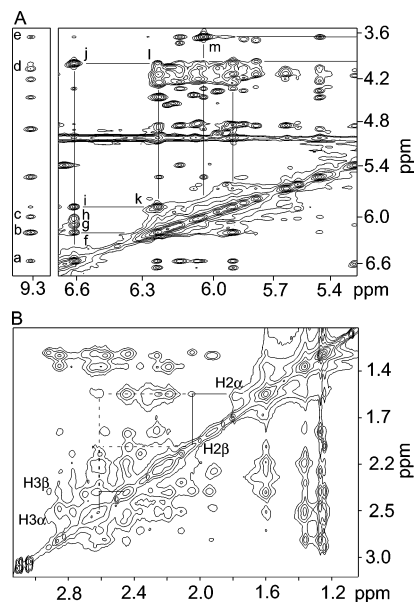 A
e
d
c
b
a
j
l
m
i
k
h
g
f
3.6
4.2
4.8
5.4
6.0
6.6
ppm
9.3
6.6
6.3
6.0
5.7
5.4
ppm
B
H2α
H2β
H3β
H3α
1.4
1.7
2.2
2.5
3.0
ppm
2.8
2.4
2.0
1.6
1.2
ppm